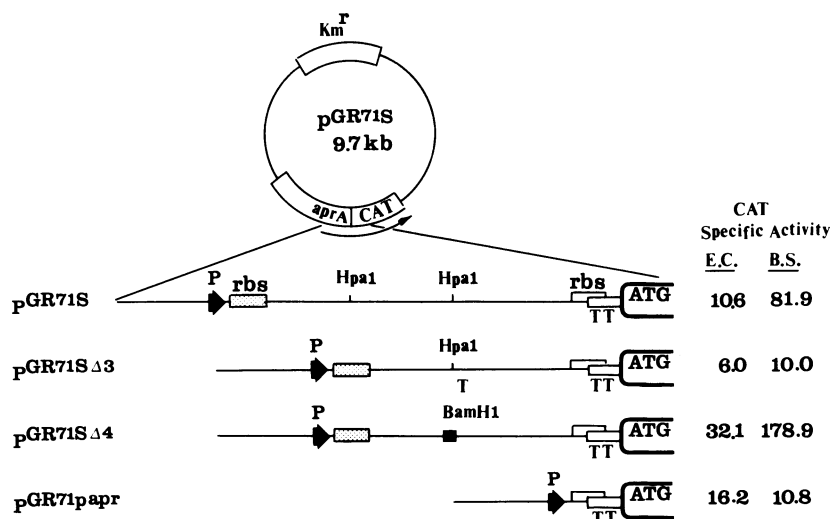 Km r
pGR71S
9.7kb
aprA CAT
CAT
Specific Activity
E.C. B.S.
P rbs Hpa1 Hpa1 rbs
pGR71S ATG 10.6 81.9
TT
P Hpa1
pGR71SΔ3 ATG 6.0 10.0
T TT
P BamH1
pGR71SΔ4 ATG 32.1 178.9
TT
P
pGR71papr ATG 16.2 10.8
TT